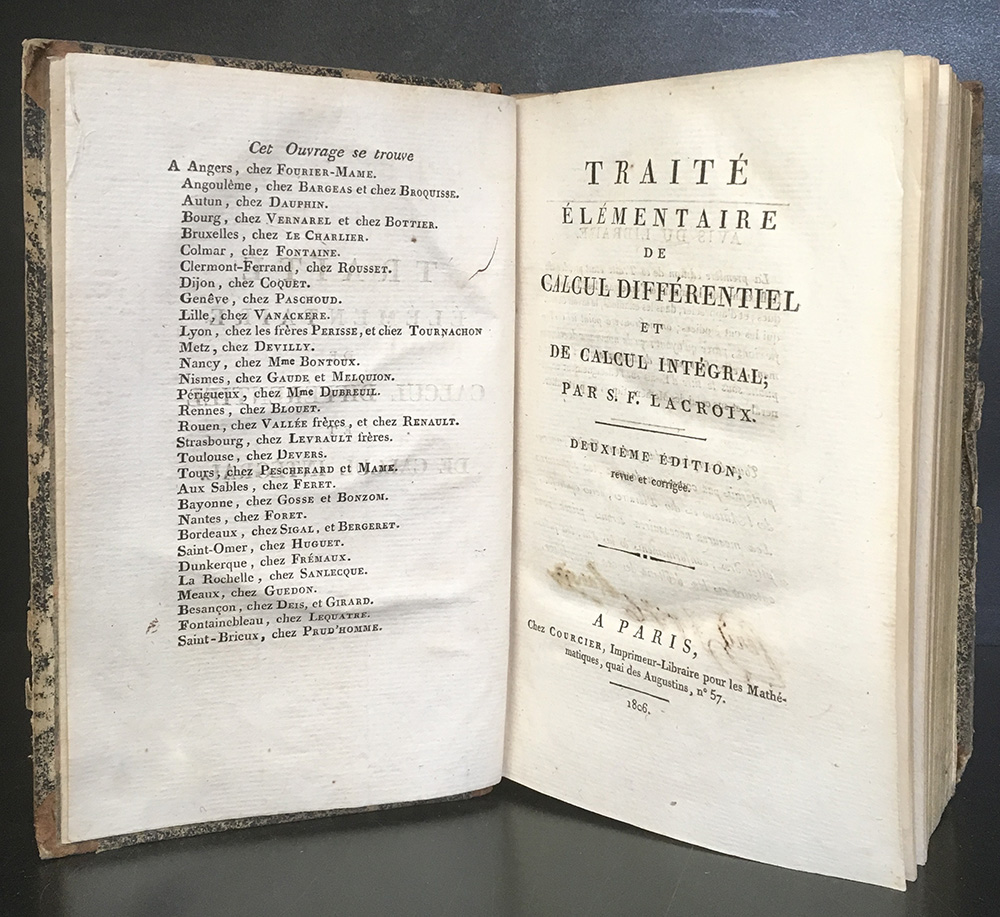 Cet Ouvrage se trouve
A Angers, chez FOURIER-MAME.
Angoulème, chez BARGEAS et chez BROQUISSE.
Autun, chez DAUPHIN.
Bourg, chez VERNAREL et chez BOTTIER.
Bruxelles, chez LE CHARLIER.
Colmar, chez FONTAINE.
Clermont-Ferrand, chez ROUSSET.
Dijon, chez COQUET.
Genêve, chez PASCHOUD.
Lille, chez VANACKERE.
Lyon, chez les frères PERISSE, et chez TOURNACHON
Metz, chez DEVILLY.
Nancy, chez Mme BONTOUX.
Nismes, chez GAUDE et MELQUION.
Périgueux, chez Mme DUBREUIL.
Rennes, chez BLOUET.
Rouen, chez VALLÉE frères, et chez RENAULT.
Strasbourg, chez LEVRAULT frères.
Toulouse, chez DEVERS.
Tours, chez PESCHERARD et MAME.
Aux Sables, chez FERET.
Bayonne, chez GOSSE et BONZOM.
Nantes, chez FORET.
Bordeaux, chez SIGAL, et BERGERET.
Saint-Omer, chez HUGUET.
Dunkerque, chez FRÉMAUX.
La Rochelle, chez SANLECQUE.
Meaux, chez GUEDON.
Besançon, chez DEIS, et GIRARD.
Fontainebleau, chez LEQUATRE.
Saint-Brieux, chez PRUD'HOMME.
TRAITÉ
ÉLÉMENTAIRE
DE
CALCUL DIFFÉRENTIEL
ET
DE CALCUL INTÉGRAL;
PAR S. F. LACROIX.
DEUXIÈME ÉDITION,
revue et corrigée.
A PARIS,
Chez COURCIER, Imprimeur-Libraire pour les Mathé-
matiques, quai des Augustins, n° 57.
1806.